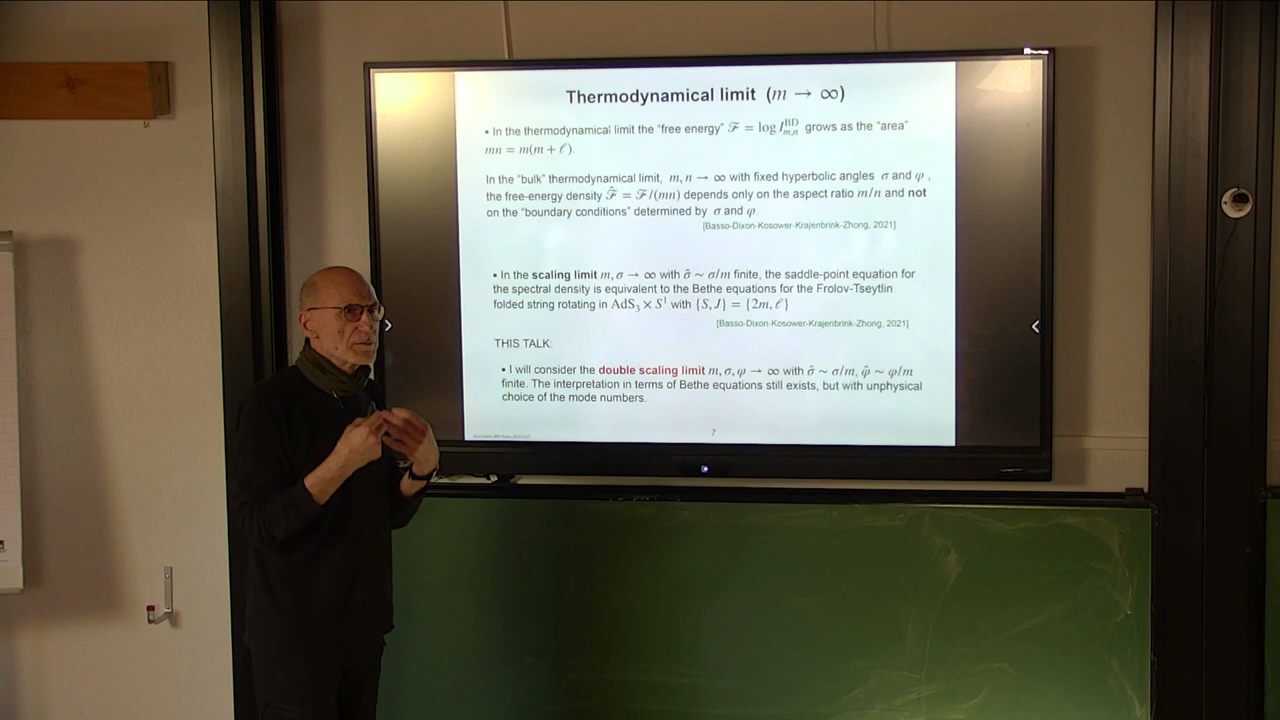 Thermodynamical limit (m → ∞)
• In the thermodynamical limit the "free energy" ℱ = log I^{BD}_{m,n} grows as the "area"
mn = m(m + ℓ).
In the "bulk" thermodynamical limit, m, n → ∞ with fixed hyperbolic angles σ and φ ,
the free-energy density ℱ̂ = ℱ/(mn) depends only on the aspect ratio m/n and not
on the "boundary conditions" determined by σ and φ.
[Basso-Dixon-Kosower-Krajenbrink-Zhong, 2021]
• In the scaling limit m, σ → ∞ with σ̂ ~ σ/m finite, the saddle-point equation for
the spectral density is equivalent to the Bethe equations for the Frolov-Tseytlin
folded string rotating in AdS₃ × S¹ with {S, J} = {2m, ℓ}
[Basso-Dixon-Kosower-Krajenbrink-Zhong, 2021]
THIS TALK:
• I will consider the double scaling limit m, σ, φ → ∞ with σ̂ ~ σ/m, φ̂ ~ φ/m
finite. The interpretation in terms of Bethe equations still exists, but with unphysical
choice of the mode numbers.
7